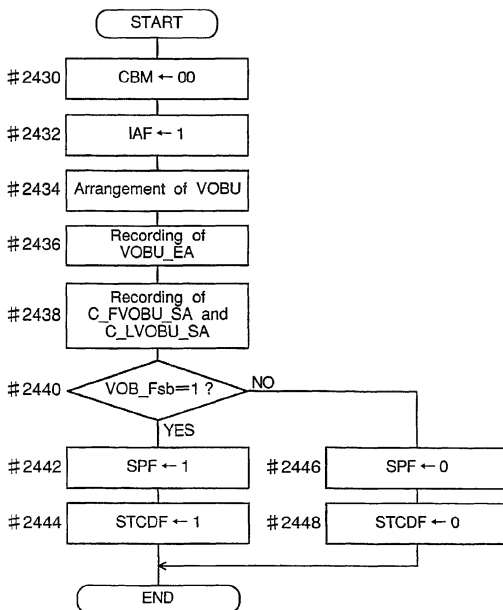 START
#2430 CBM ← 00
#2432 IAF ← 1
#2434 Arrangement of VOBU
#2436 Recording of
VOBU_EA
#2438 Recording of
C_FVOBU_SA and
C_LVOBU_SA
#2440 VOB_Fsb=1 ? NO
YES
#2442 SPF ← 1 #2446 SPF ← 0
#2444 STCDF ← 1 #2448 STCDF ← 0
END